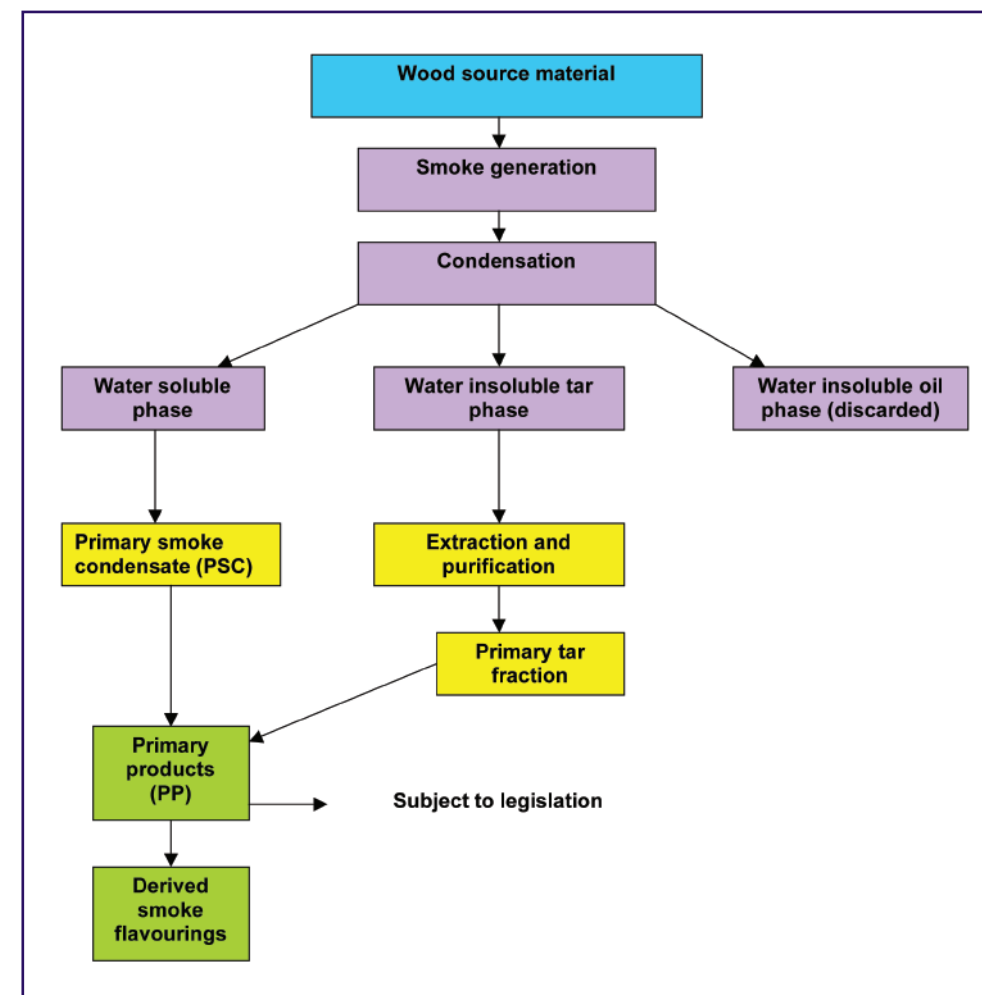 Wood source material
Smoke generation
Condensation
Water soluble
phase
Water insoluble tar
phase
Water insoluble oil
phase (discarded)
Primary smoke
condensate (PSC)
Extraction and
purification
Primary tar
fraction
Primary
products
(PP)
Subject to legislation
Derived
smoke
flavourings